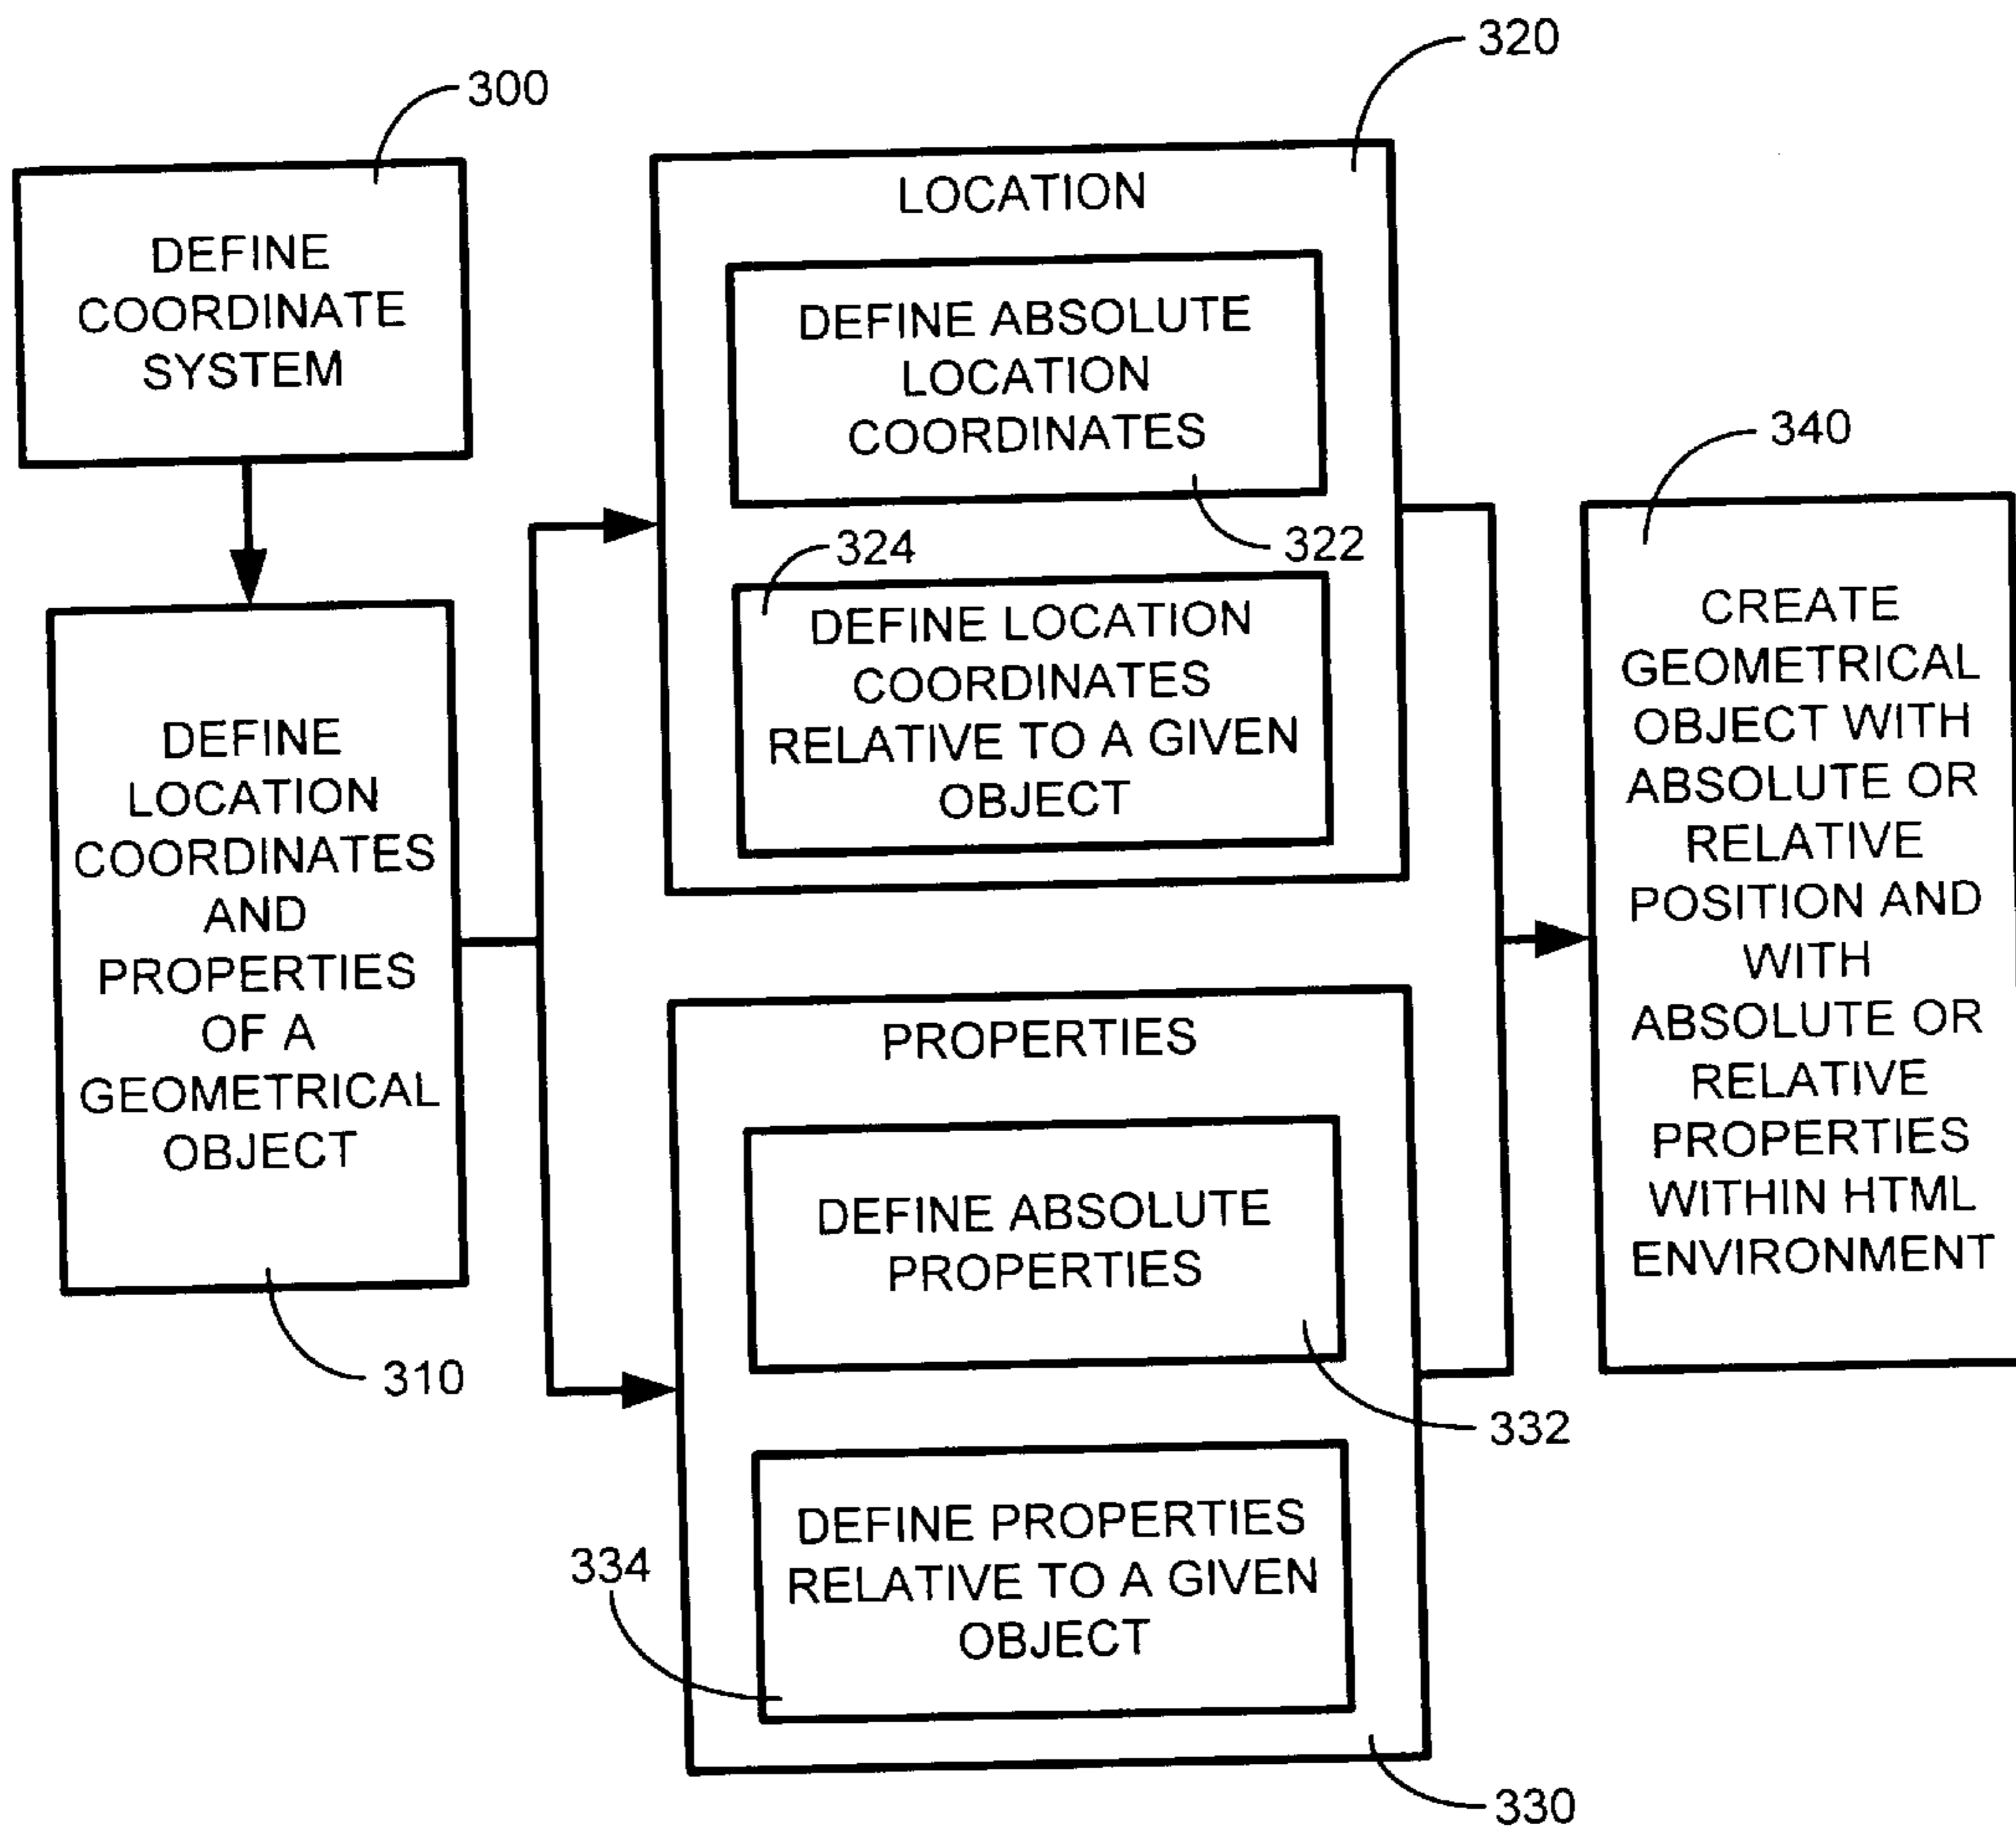 300
DEFINE
COORDINATE
SYSTEM
DEFINE
LOCATION
COORDINATES
AND
PROPERTIES
OF A
GEOMETRICAL
OBJECT
310
320
LOCATION
DEFINE ABSOLUTE
LOCATION
COORDINATES
322
324
DEFINE LOCATION
COORDINATES
RELATIVE TO A GIVEN
OBJECT
PROPERTIES
DEFINE ABSOLUTE
PROPERTIES
332
334
DEFINE PROPERTIES
RELATIVE TO A GIVEN
OBJECT
330
340
CREATE
GEOMETRICAL
OBJECT WITH
ABSOLUTE OR
RELATIVE
POSITION AND
WITH
ABSOLUTE OR
RELATIVE
PROPERTIES
WITHIN HTML
ENVIRONMENT